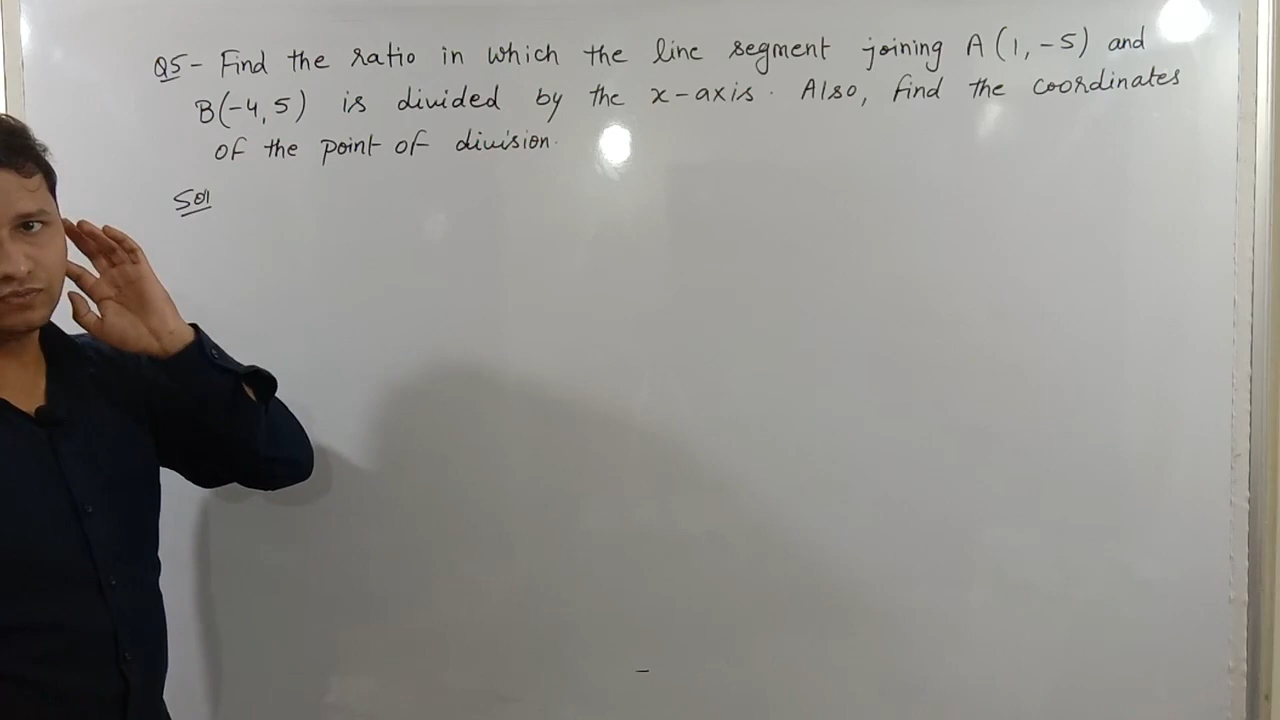 Q5- Find the ratio in which the line segment joining A(1,-5) and
B(-4,5) is divided by the x-axis. Also, find the coordinates
of the point of division.
Sol